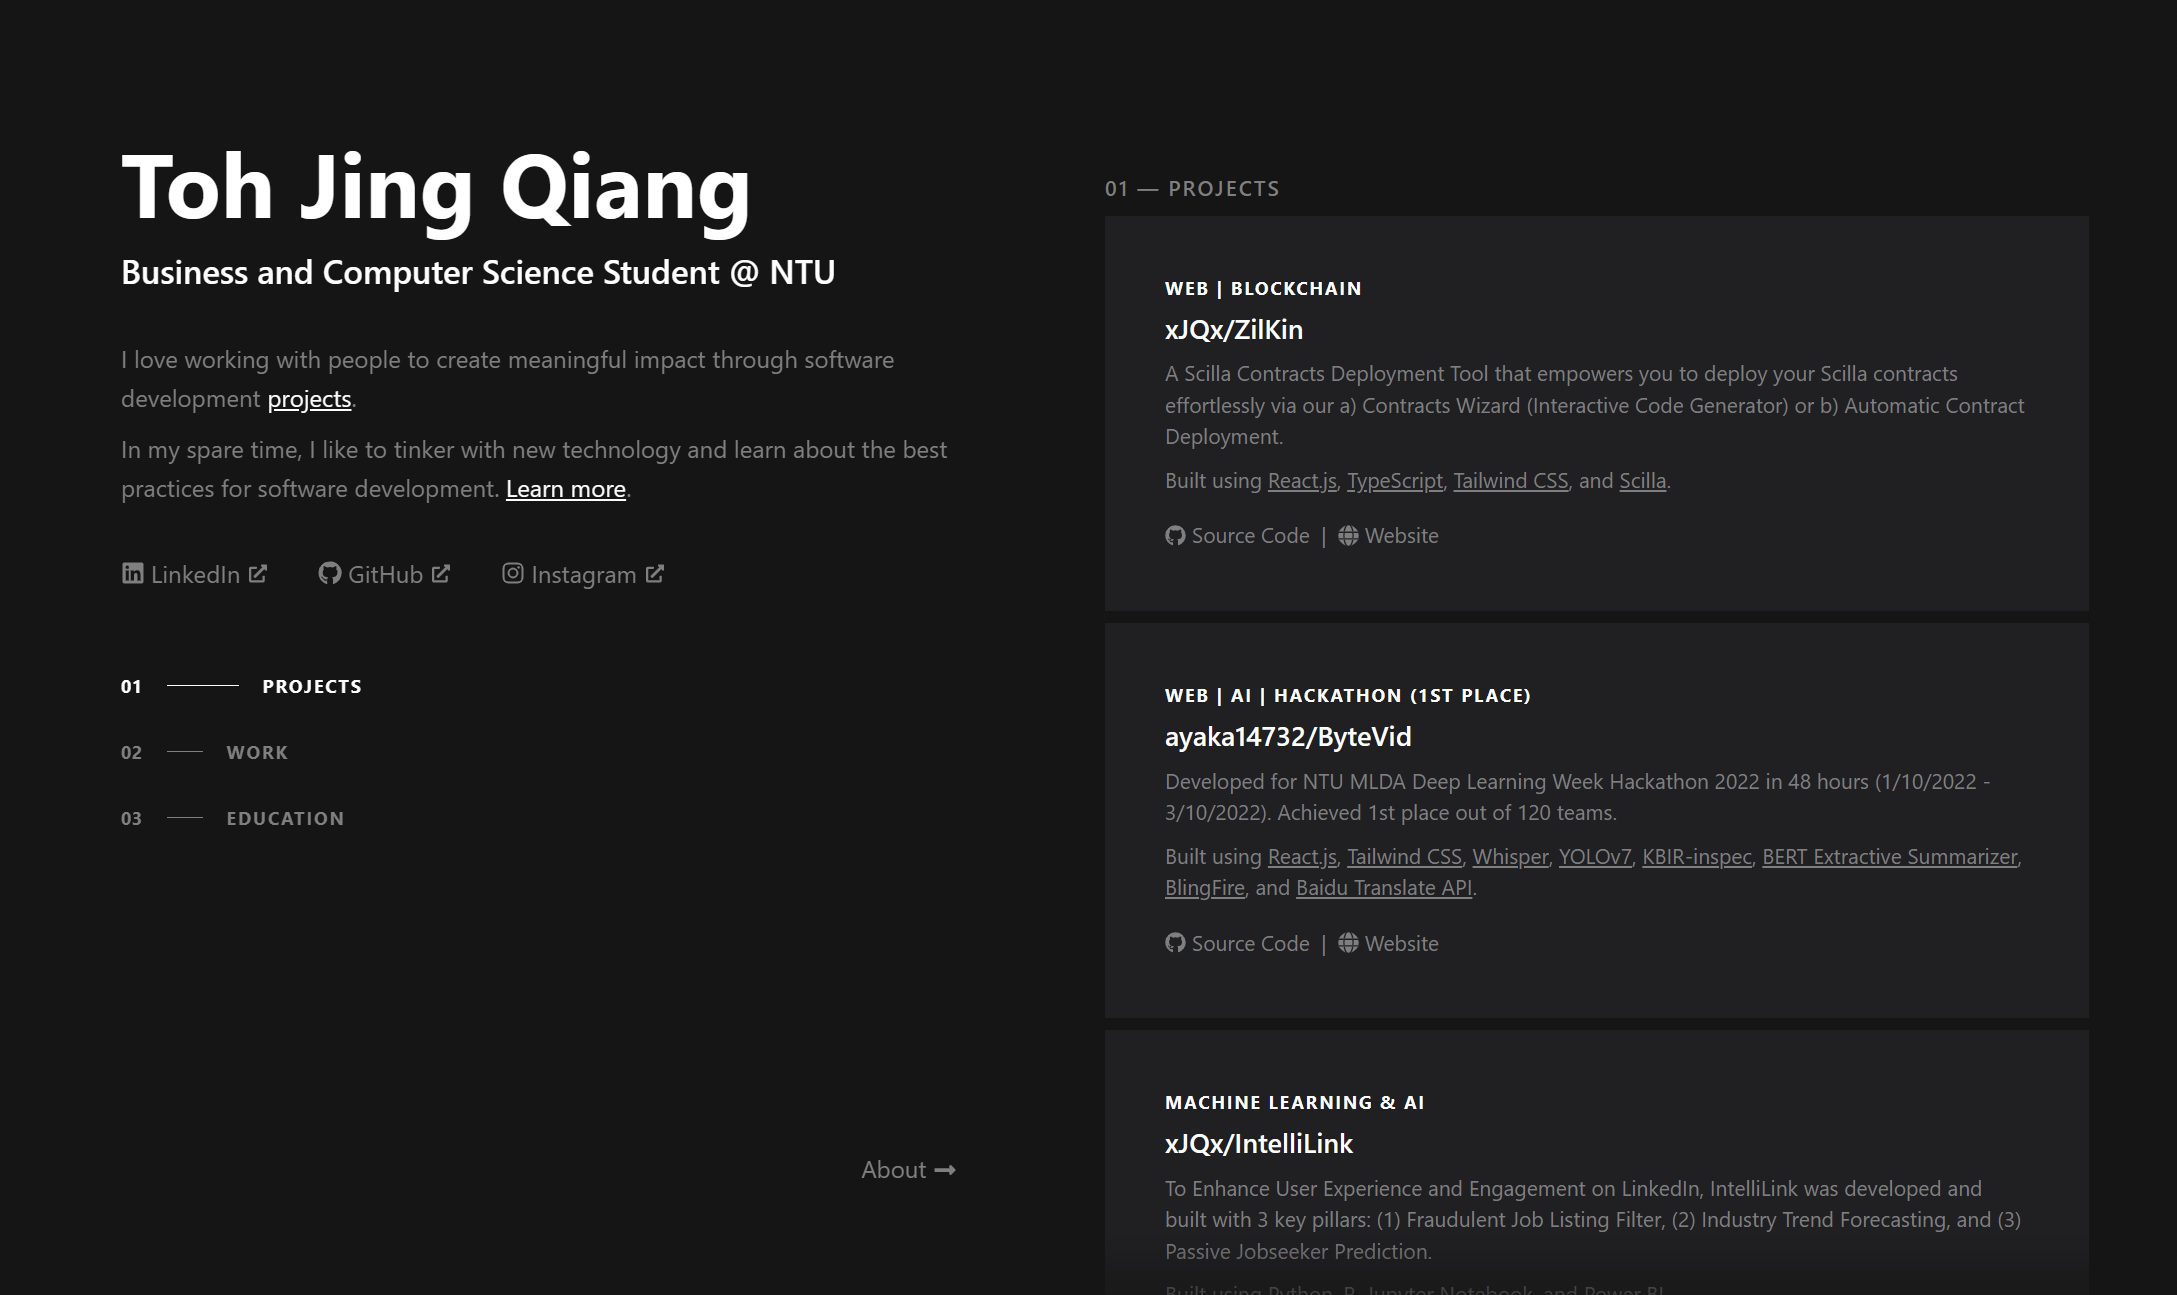 Toh Jing Qiang
Business and Computer Science Student @ NTU
I love working with people to create meaningful impact through software
development projects.
In my spare time, I like to tinker with new technology and learn about the best
practices for software development. Learn more.
LinkedIn
GitHub
Instagram
01 PROJECTS
02 WORK
03 EDUCATION
About
01 — PROJECTS
WEB | BLOCKCHAIN
xJQx/ZilKin
A Scilla Contracts Deployment Tool that empowers you to deploy your Scilla contracts
effortlessly via our a) Contracts Wizard (Interactive Code Generator) or b) Automatic Contract
Deployment.
Built using React.js, TypeScript, Tailwind CSS, and Scilla.
Source Code | Website
WEB | AI | HACKATHON (1ST PLACE)
ayaka14732/ByteVid
Developed for NTU MLDA Deep Learning Week Hackathon 2022 in 48 hours (1/10/2022 -
3/10/2022). Achieved 1st place out of 120 teams.
Built using React.js, Tailwind CSS, Whisper, YOLOv7, KBIR-inspec, BERT Extractive Summarizer,
BlingFire, and Baidu Translate API.
Source Code | Website
MACHINE LEARNING & AI
xJQx/IntelliLink
To Enhance User Experience and Engagement on LinkedIn, IntelliLink was developed and
built with 3 key pillars: (1) Fraudulent Job Listing Filter, (2) Industry Trend Forecasting, and (3)
Passive Jobseeker Prediction.
Built using Python, R, Jupyter Notebook, and Power BI.